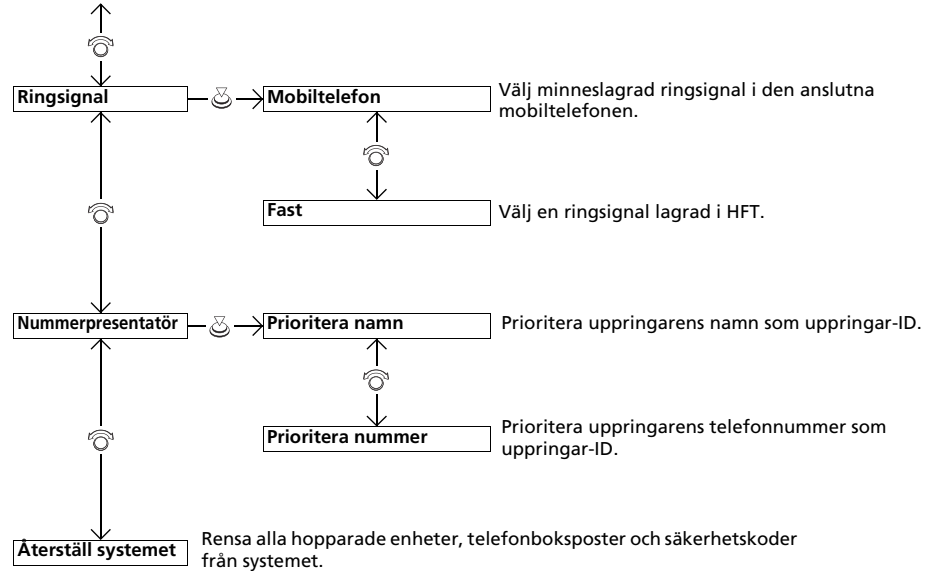 Ringsignal
Mobiltelefon
Välj minneslagrad ringsignal i den anslutna
mobiltelefonen.
Fast
Välj en ringsignal lagrad i HFT.
Nummerpresentatör
Prioritera namn
Prioritera uppringarens namn som uppringar-ID.
Prioritera nummer
Prioritera uppringarens telefonnummer som
uppringar-ID.
Återställ systemet
Rensa alla hopparade enheter, telefonboksposter och säkerhetskoder
från systemet.